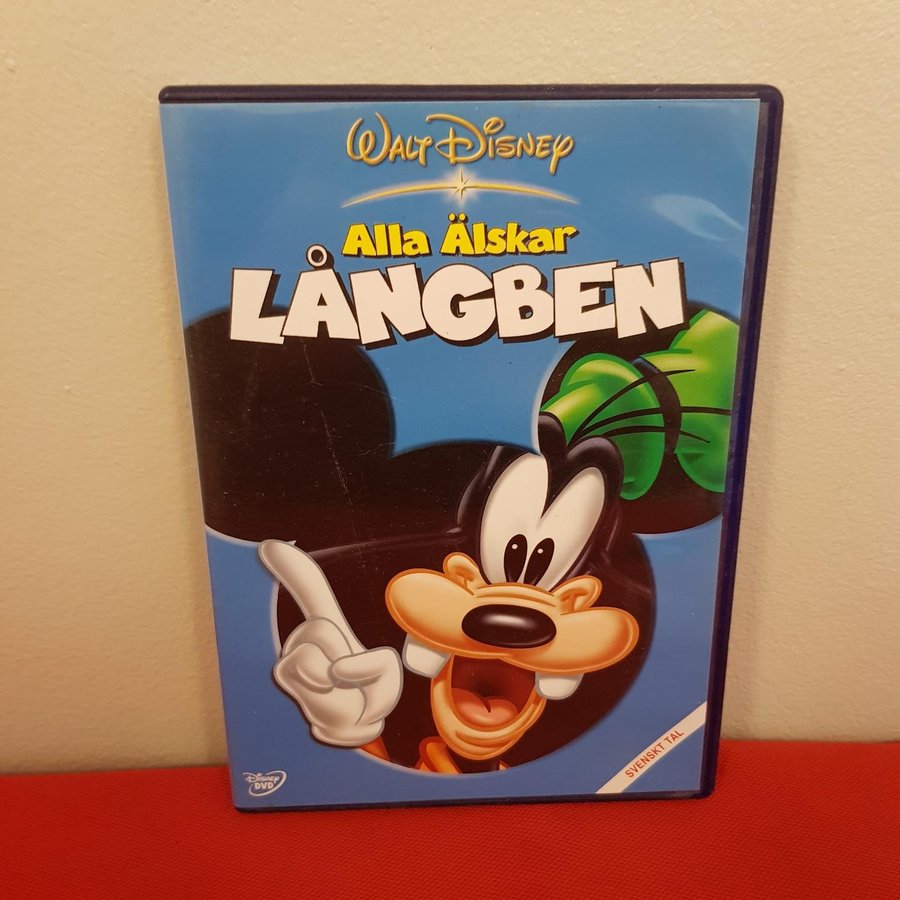 WALT DISNEY
Alla Älskar
LÅNGBEN
SVENSKT TAL
DISNEY
DVD